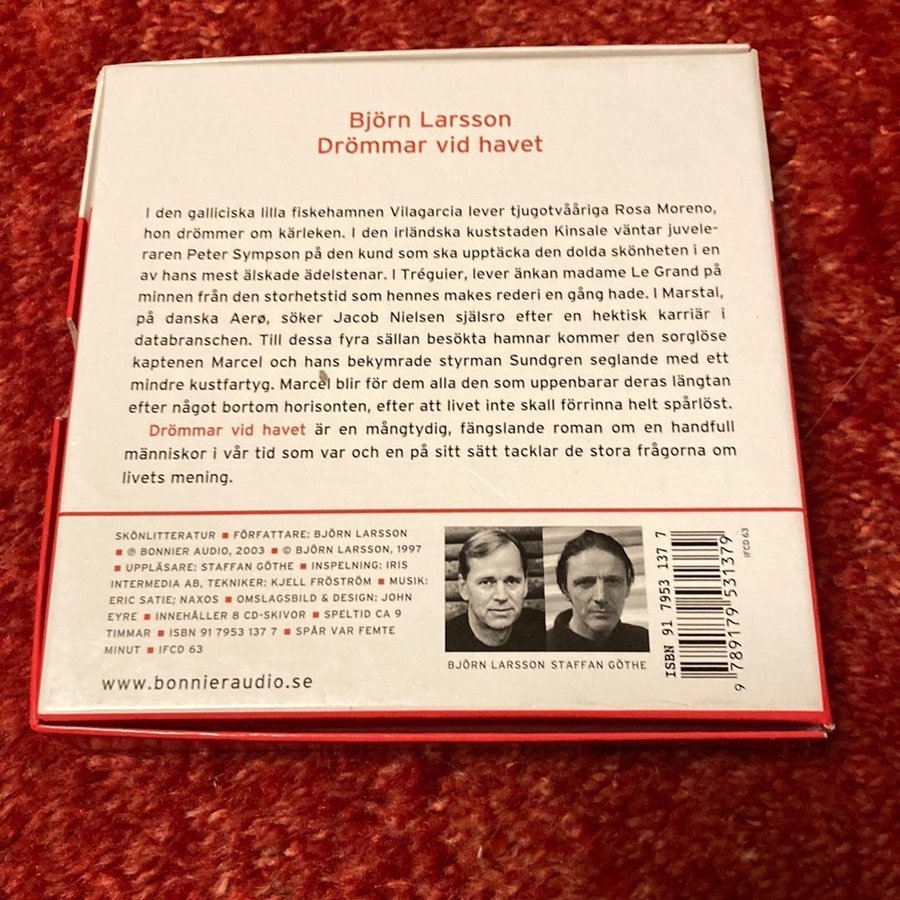 Björn Larsson
Drömmar vid havet
I den galliciska lilla fiskehamnen Vilagarcia lever tjugotvååriga Rosa Moreno,
hon drömmer om kärleken. I den irländska kuststaden Kinsale väntar juvele-
raren Peter Sympson på den kund som ska upptäcka den dolda skönheten i en
av hans mest älskade ädelstenar. I Tréguier, lever änkan madame Le Grand på
minnen från den storhetstid som hennes makes rederi en gång hade. I Marstal,
på danska Aerø, söker Jacob Nielsen själsro efter en hektisk karriär i
databranschen. Till dessa fyra sällan besökta hamnar kommer den sorglöse
kaptenen Marcel och hans bekymrade styrman Sundgren seglande med ett
mindre kustfartyg. Marcel blir för dem alla den som uppenbarar deras längtan
efter något bortom horisonten, efter att livet inte skall förrinna helt spårlöst.
Drömmar vid havet är en mångtydig, fängslande roman om en handfull
människor i vår tid som var och en på sitt sätt tacklar de stora frågorna om
livets mening.
SKÖNLITTERATUR ■ FÖRFATTARE: BJÖRN LARSSON
■ ℗ BONNIER AUDIO, 2003 ■ © BJÖRN LARSSON, 1997
■ UPPLÄSARE: STAFFAN GÖTHE ■ INSPELNING: IRIS
INTERMEDIA AB, TEKNIKER: KJELL FRÖSTRÖM ■ MUSIK:
ERIC SATIE; NAXOS ■ OMSLAGSBILD & DESIGN: JOHN
EYRE ■ INNEHÅLLER 8 CD-SKIVOR ■ SPELTID CA 9
TIMMAR ■ ISBN 91 7953 137 7 ■ SPÅR VAR FEMTE
MINUT ■ IFCD 63
www.bonnieraudio.se
BJÖRN LARSSON STAFFAN GÖTHE
ISBN 91 7953 137 7
9 789179 531379
IFCD 63